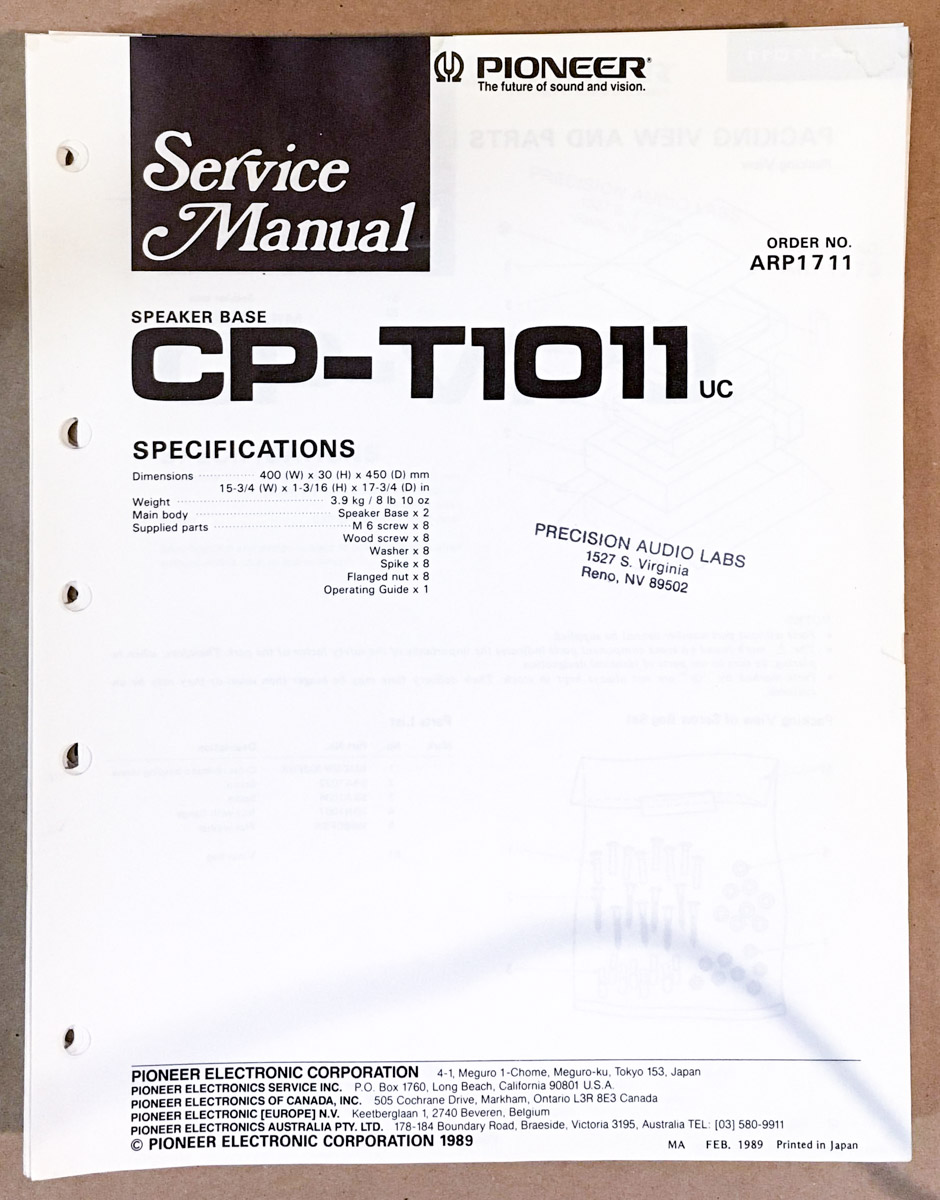 PIONEER®
The future of sound and vision.
Service
Manual
ORDER NO.
ARP1711
SPEAKER BASE
CP-T1011 UC
SPECIFICATIONS
Dimensions 400 (W) x 30 (H) x 450 (D) mm
15-3/4 (W) x 1-3/16 (H) x 17-3/4 (D) in
Weight 3.9 kg / 8 lb 10 oz
Main body Speaker Base x 2
Supplied parts M 6 screw x 8
Wood screw x 8
Washer x 8
Spike x 8
Flanged nut x 8
Operating Guide x 1
PRECISION AUDIO LABS
1527 S. Virginia
Reno, NV 89502
PACKING VIEW AND PARTS
PIONEER ELECTRONIC CORPORATION 4-1, Meguro 1-Chome, Meguro-ku, Tokyo 153, Japan
PIONEER ELECTRONICS SERVICE INC. P.O. Box 1760, Long Beach, California 90801 U.S.A.
PIONEER ELECTRONICS OF CANADA, INC. 505 Cochrane Drive, Markham, Ontario L3R 8E3 Canada
PIONEER ELECTRONIC [EUROPE] N.V. Keetberglaan 1, 2740 Beveren, Belgium
PIONEER ELECTRONICS AUSTRALIA PTY. LTD. 178-184 Boundary Road, Braeside, Victoria 3195, Australia TEL: [03] 580-9911
© PIONEER ELECTRONIC CORPORATION 1989 MA FEB. 1989 Printed in Japan